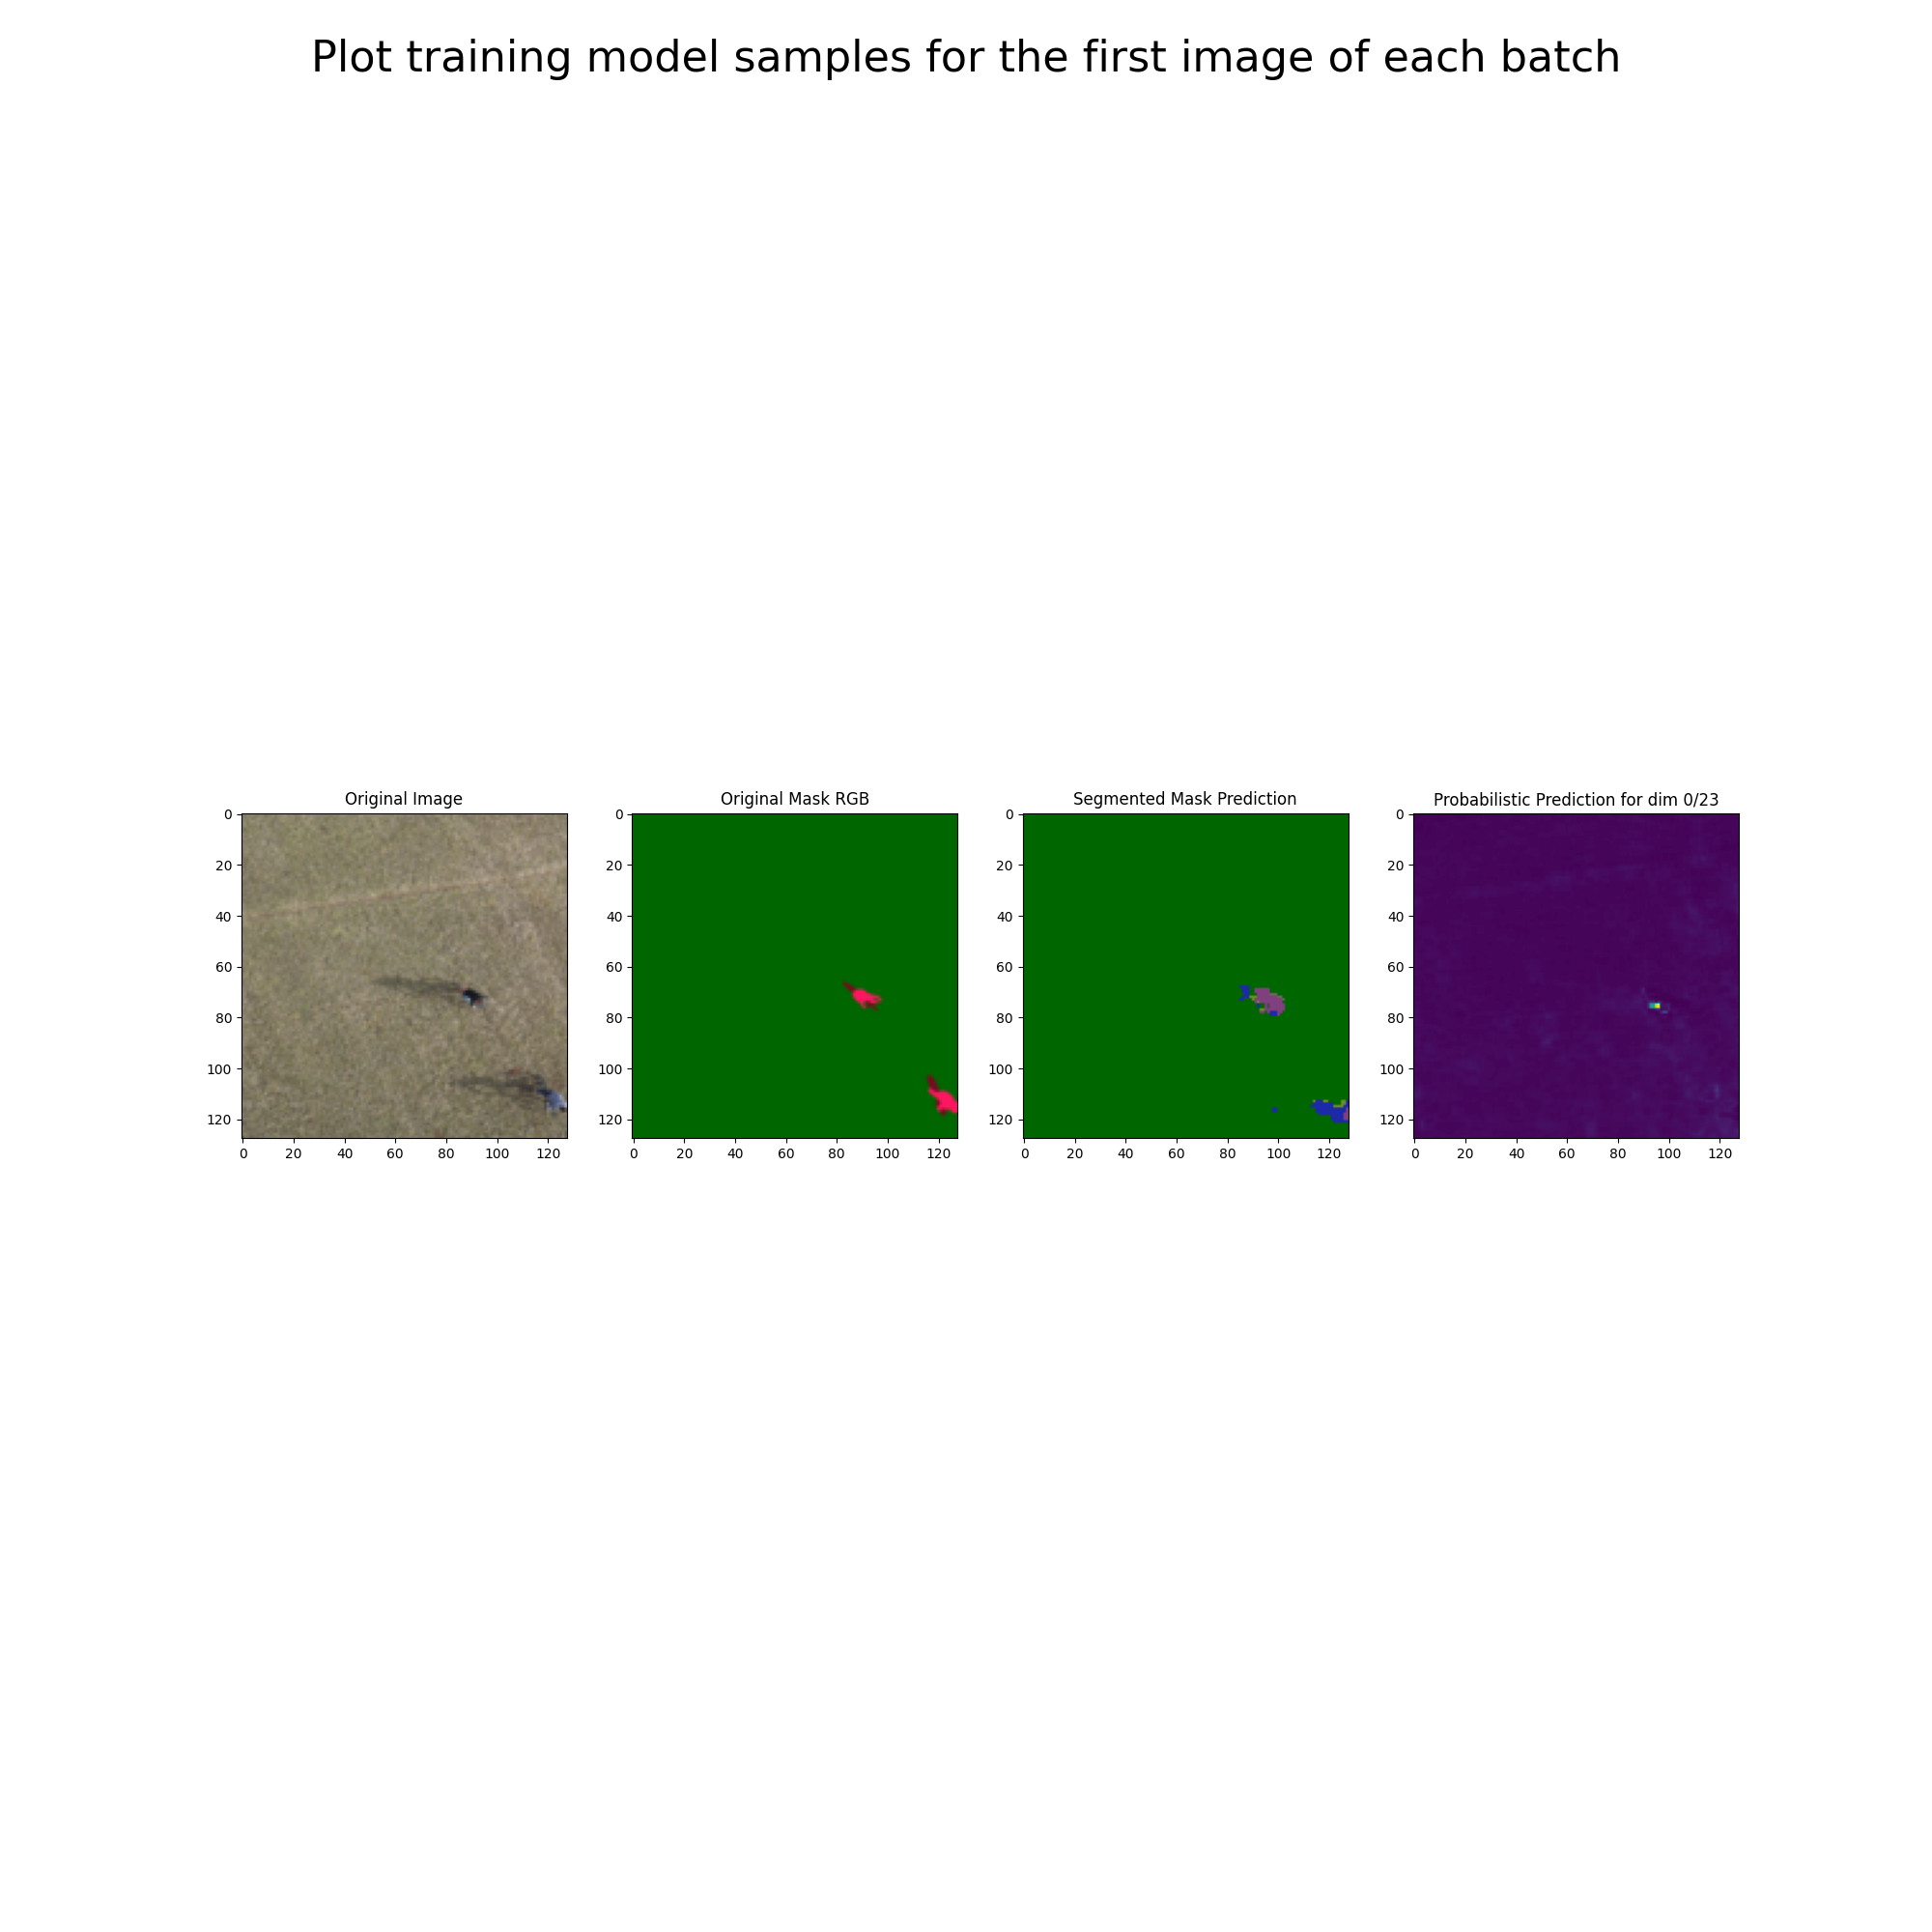 Plot training model samples for the first image of each batch
Original Image
Original Mask RGB
Segmented Mask Prediction
Probabilistic Prediction for dim 0/23
0 0 0 0
20 20 20 20
40 40 40 40
60 60 60 60
80 80 80 80
100 100 100 100
120 120 120 120
0 20 40 60 80 100 120 0 20 40 60 80 100 120 0 20 40 60 80 100 120 0 20 40 60 80 100 120